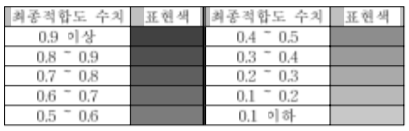 최종적합도 수치 표현색 최종적합도 수치 표현색
0.9 이상 0.4 ~ 0.5
0.8 ~ 0.9 0.3 ~ 0.4
0.7 ~ 0.8 0.2 ~ 0.3
0.6 ~ 0.7 0.1 ~ 0.2
0.5 ~ 0.6 0.1 이하